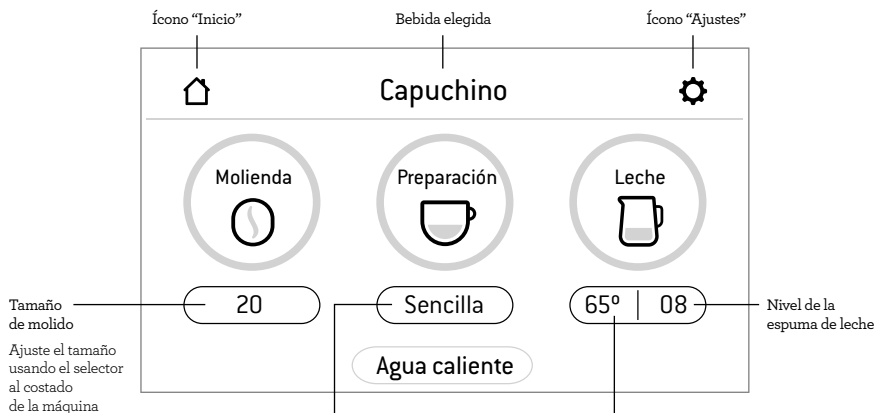 Ícono “Inicio”
Bebida elegida
Ícono “Ajustes”
Capuchino
Molienda
Preparación
Leche
Tamaño
de molido
20
Sencilla
65º | 08
Nivel de la
espuma de leche
Ajuste el tamaño
usando el selector
al costado
de la máquina
Agua caliente